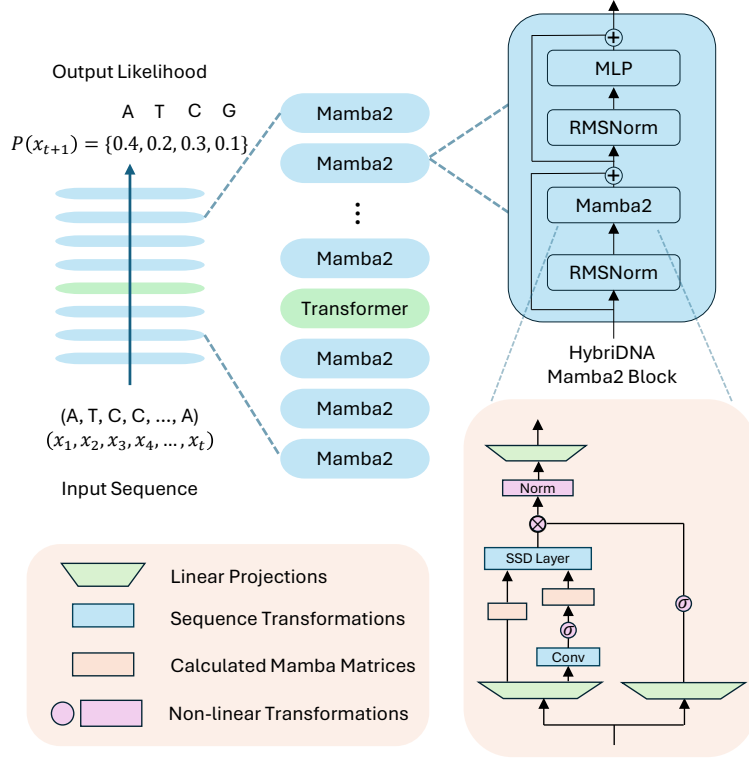 Output Likelihood
A T C G
P(x_{t+1}) = {0.4, 0.2, 0.3, 0.1}
(A, T, C, C, ..., A)
(x_1, x_2, x_3, x_4, ..., x_t)
Input Sequence
Mamba2
Mamba2
⋮
Mamba2
Transformer
Mamba2
Mamba2
Mamba2
+
MLP
RMSNorm
+
Mamba2
RMSNorm
HybriDNA
Mamba2 Block
Norm
⊗
SSD Layer
σ
σ
Conv
Linear Projections
Sequence Transformations
Calculated Mamba Matrices
Non-linear Transformations